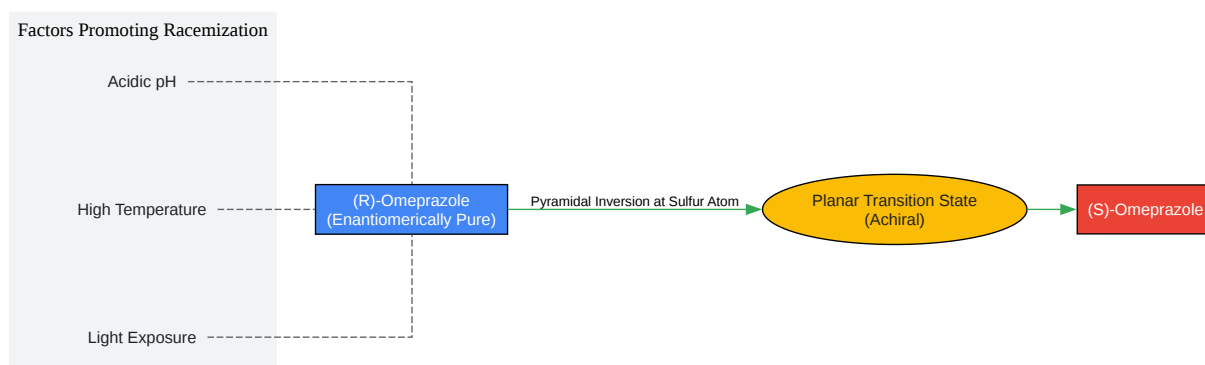 Factors Promoting Racemization
Acidic pH
High Temperature
Light Exposure
(R)-Omeprazole
(Enantiomerically Pure)
Pyramidal Inversion at Sulfur Atom
Planar Transition State
(Achiral)
(S)-Omeprazole